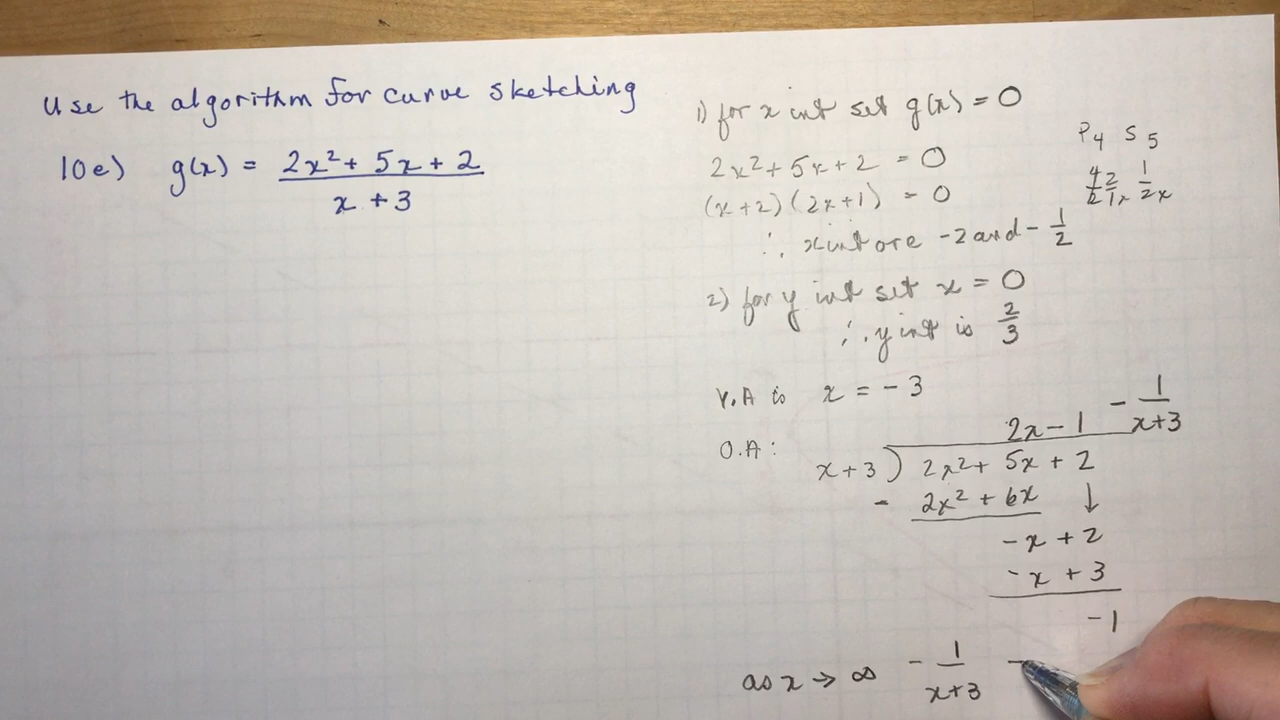 Use the algorithm for curve sketching
10e) g(x) = (2x² + 5x + 2)/(x + 3)
1) for x int set g(x) = 0
2x² + 5x + 2 = 0
P4 S5
(x+2)(2x+1) = 0
∴ x int are -2 and -1/2
2) for y int set x = 0
∴ y int is 2/3
V.A is x = -3
2x - 1 - 1/(x+3)
O.A:
x+3 ) 2x² + 5x + 2
- 2x² + 6x ↓
-x + 2
-x + 3
-1
as x → ∞ - 1/(x+3)